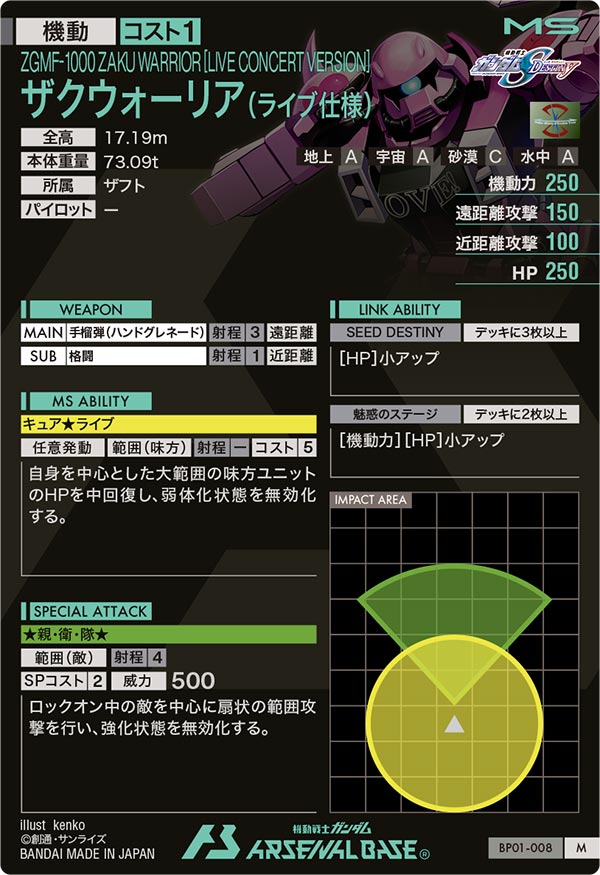 機動 コスト1 MS
ZGMF-1000 ZAKU WARRIOR [LIVE CONCERT VERSION]
機動戦士ガンダム SEED DESTINY
ザクウォーリア(ライブ仕様)
全高 17.19m
本体重量 73.09t
所属 ザフト
パイロット ー
地上 A 宇宙 A 砂漠 C 水中 A
機動力 250
遠距離攻撃 150
近距離攻撃 100
HP 250
LOVE!
WEAPON
MAIN 手榴弾(ハンドグレネード) 射程 3 遠距離
SUB 格闘 射程 1 近距離
MS ABILITY
キュア★ライブ
任意発動 範囲(味方) 射程 ー コスト 5
自身を中心とした大範囲の味方ユニット
のHPを中回復し、弱体化状態を無効化
する。
SPECIAL ATTACK
★親・衛・隊★
範囲(敵) 射程 4
SPコスト 2 威力 500
ロックオン中の敵を中心に扇状の範囲攻
撃を行い、強化状態を無効化する。
LINK ABILITY
SEED DESTINY デッキに3枚以上
[HP]小アップ
魅惑のステージ デッキに2枚以上
[機動力][HP]小アップ
IMPACT AREA
illust kenko
©創通・サンライズ
BANDAI MADE IN JAPAN
機動戦士ガンダム
ARSENAL BASE®
BP01-008 M